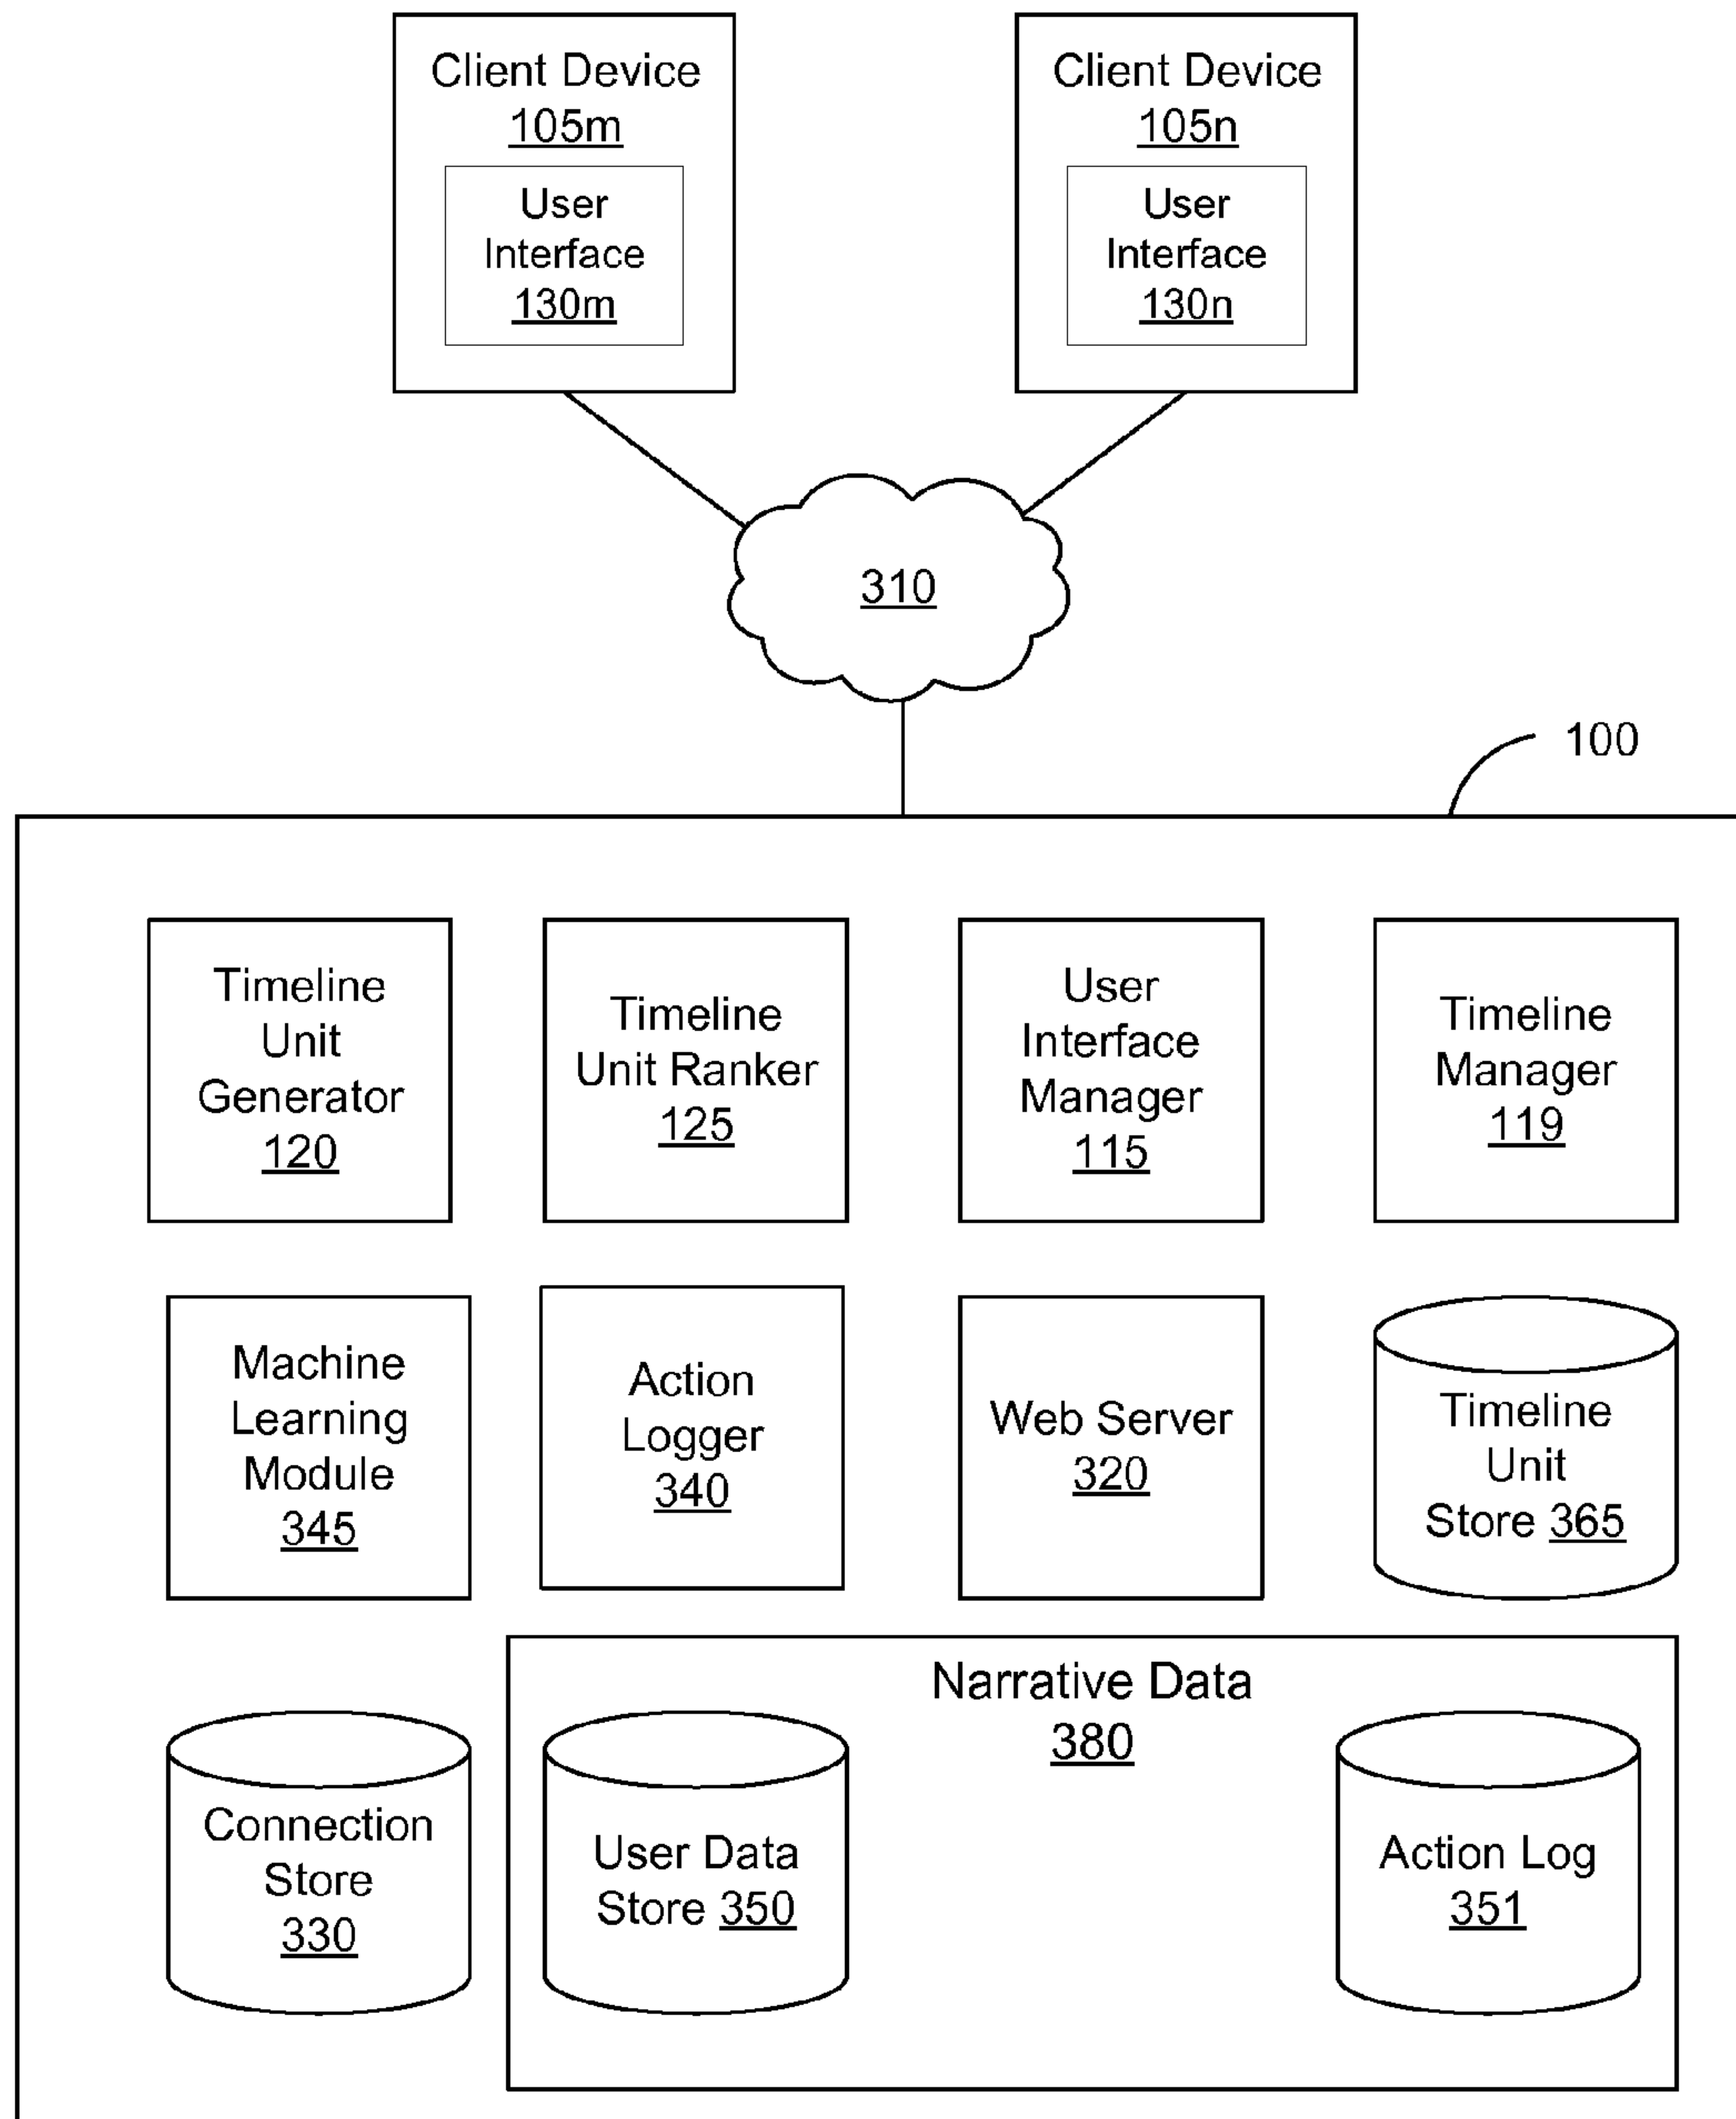 Client Device
105m
User
Interface
130m
Client Device
105n
User
Interface
130n
310
100
Timeline
Unit
Generator
120
Timeline
Unit Ranker
125
User
Interface
Manager
115
Timeline
Manager
119
Machine
Learning
Module
345
Action
Logger
340
Web Server
320
Timeline
Unit
Store 365
Narrative Data
380
Connection
Store
330
User Data
Store 350
Action Log
351